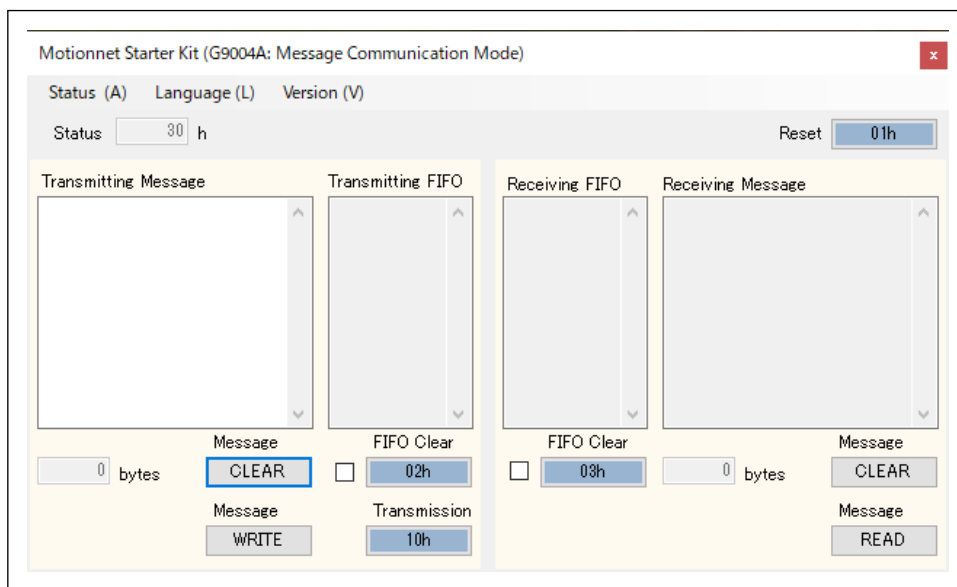 Motionnet Starter Kit (G9004A: Message Communication Mode)
x
Status (A) Language (L) Version (V)
Status 30 h Reset 01h
Transmitting Message Transmitting FIFO Receiving FIFO Receiving Message
Message FIFO Clear FIFO Clear Message
0 bytes CLEAR 02h 03h 0 bytes CLEAR
Message Transmission Message
WRITE 10h READ